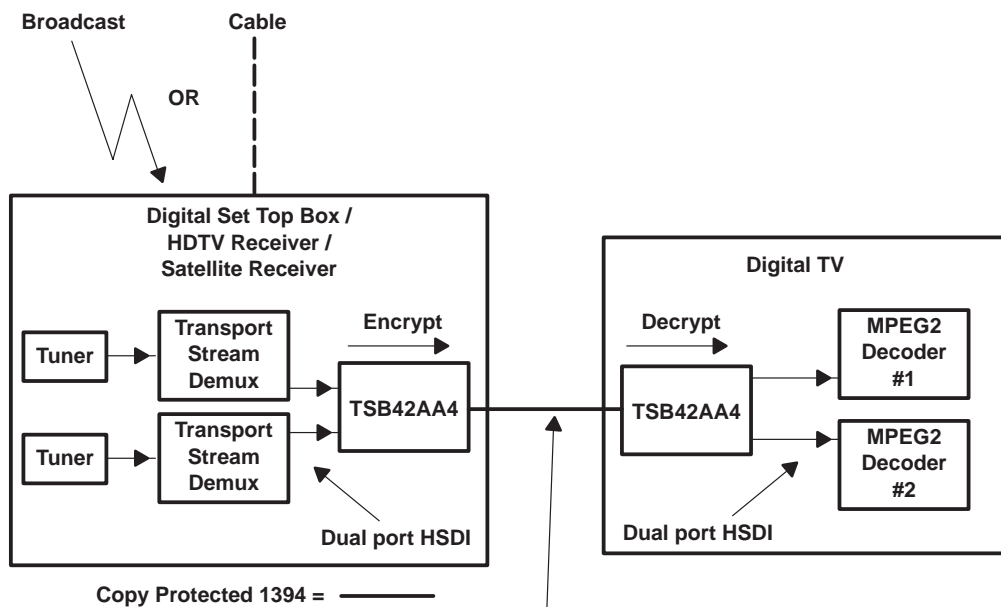 Broadcast
Cable
OR
Digital Set Top Box /
HDTV Receiver /
Satellite Receiver
Tuner
Transport
Stream
Demux
Encrypt
TSB42AA4
Tuner
Transport
Stream
Demux
Dual port HSDI
Digital TV
Decrypt
TSB42AA4
MPEG2
Decoder
#1
MPEG2
Decoder
#2
Dual port HSDI
Copy Protected 1394 =